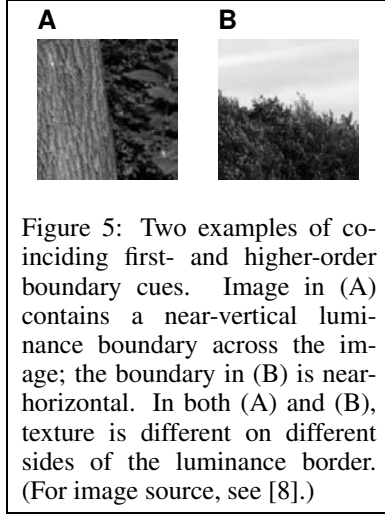 A B
Figure 5: Two examples of co-
inciding first- and higher-order
boundary cues. Image in (A)
contains a near-vertical lumi-
nance boundary across the im-
age; the boundary in (B) is near-
horizontal. In both (A) and (B),
texture is different on different
sides of the luminance border.
(For image source, see [8].)